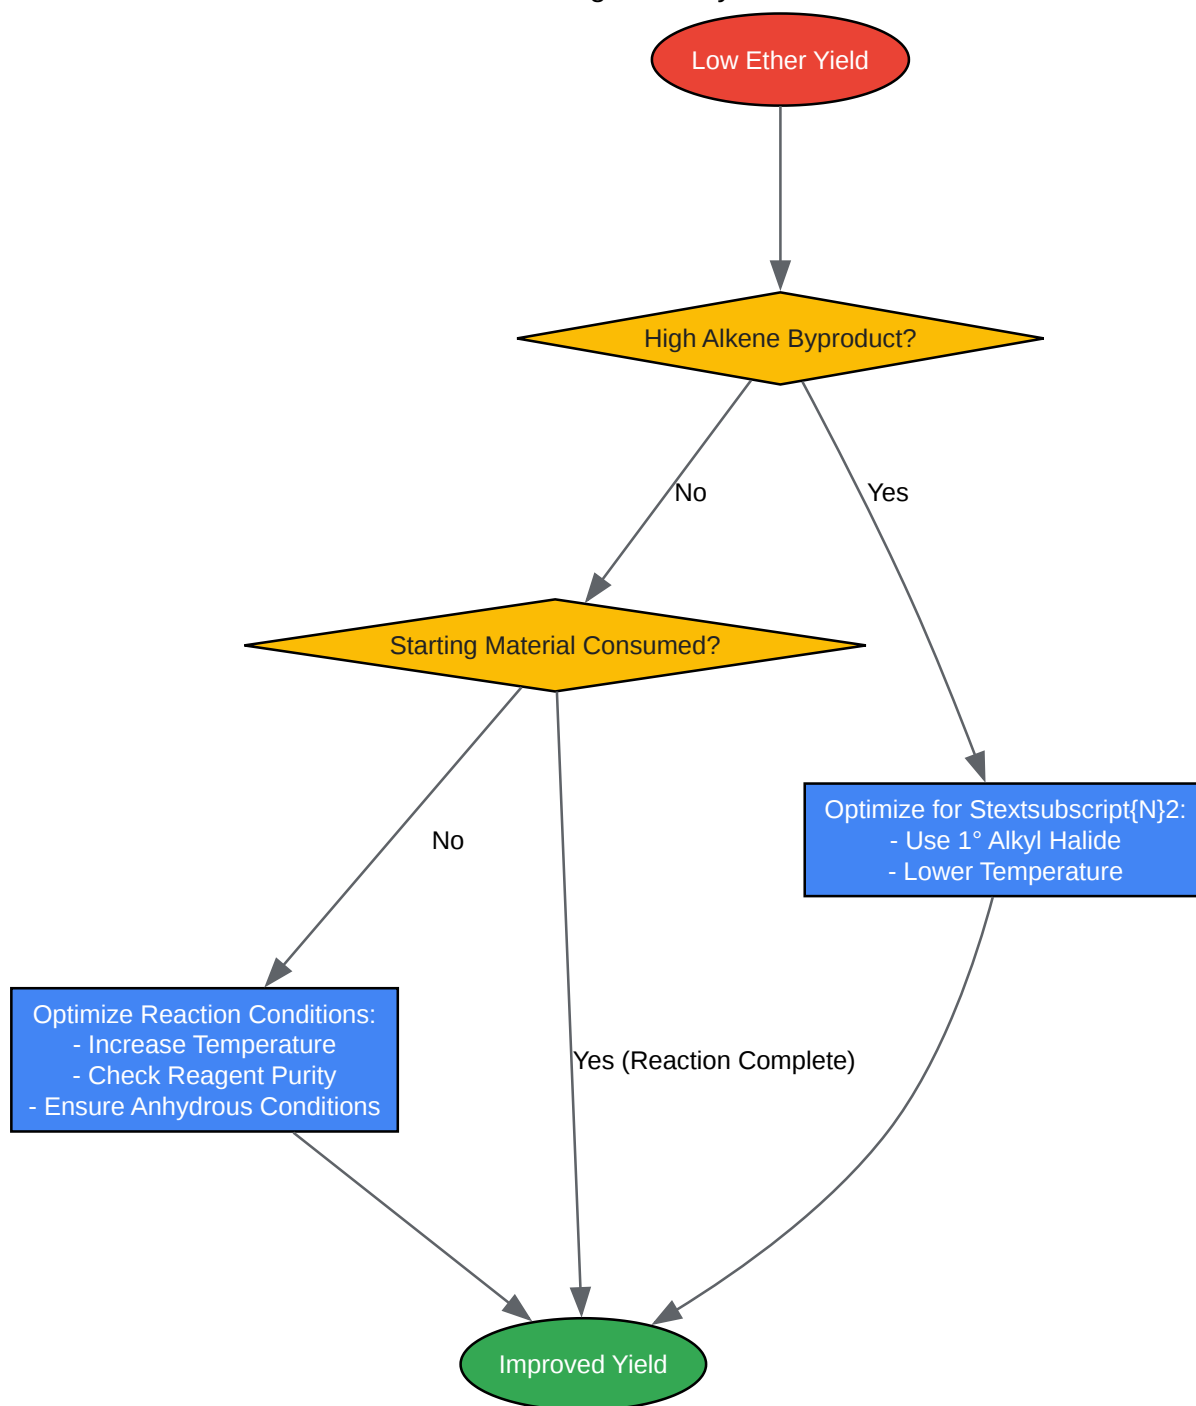 Low Ether Yield
High Alkene Byproduct?
No
Yes
Starting Material Consumed?
Optimize for Stextsubscript{N}2:
- Use 1° Alkyl Halide
- Lower Temperature
No
Optimize Reaction Conditions:
- Increase Temperature
- Check Reagent Purity
- Ensure Anhydrous Conditions
Yes (Reaction Complete)
Improved Yield